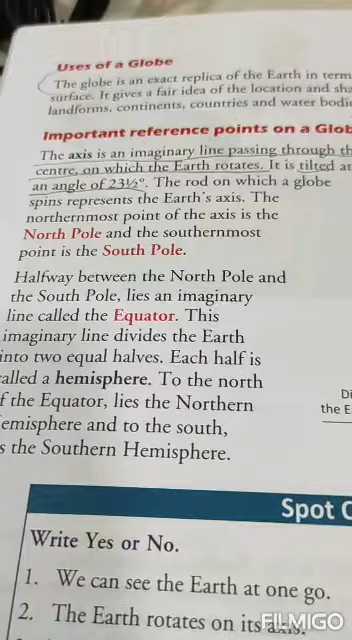 Uses of a Globe
The globe is an exact replica of the Earth in term
surface. It gives a fair idea of the location and sha
landforms, continents, countries and water bodie
Important reference points on a Glob
The axis is an imaginary line passing through th
centre, on which the Earth rotates. It is tilted at
an angle of 23½°. The rod on which a globe
spins represents the Earth's axis. The
northernmost point of the axis is the
North Pole and the southernmost
point is the South Pole.
Halfway between the North Pole and
the South Pole, lies an imaginary
line called the Equator. This
imaginary line divides the Earth
into two equal halves. Each half is
alled a hemisphere. To the north
f the Equator, lies the Northern
emisphere and to the south,
s the Southern Hemisphere.
Di
the E
Spot C
Write Yes or No.
1. We can see the Earth at one go.
2. The Earth rotates on its axis.
FILMIGO